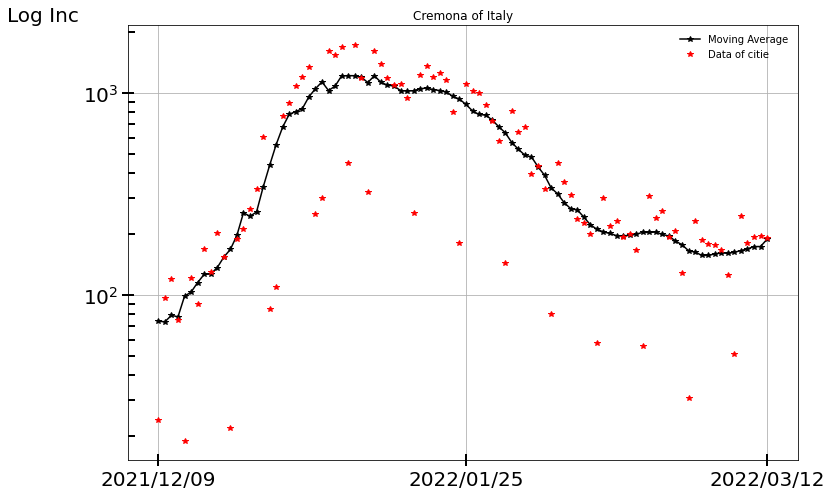 Log Inc
Cremona of Italy
Moving Average
Data of citie
10³
10²
2021/12/09
2022/01/25
2022/03/12